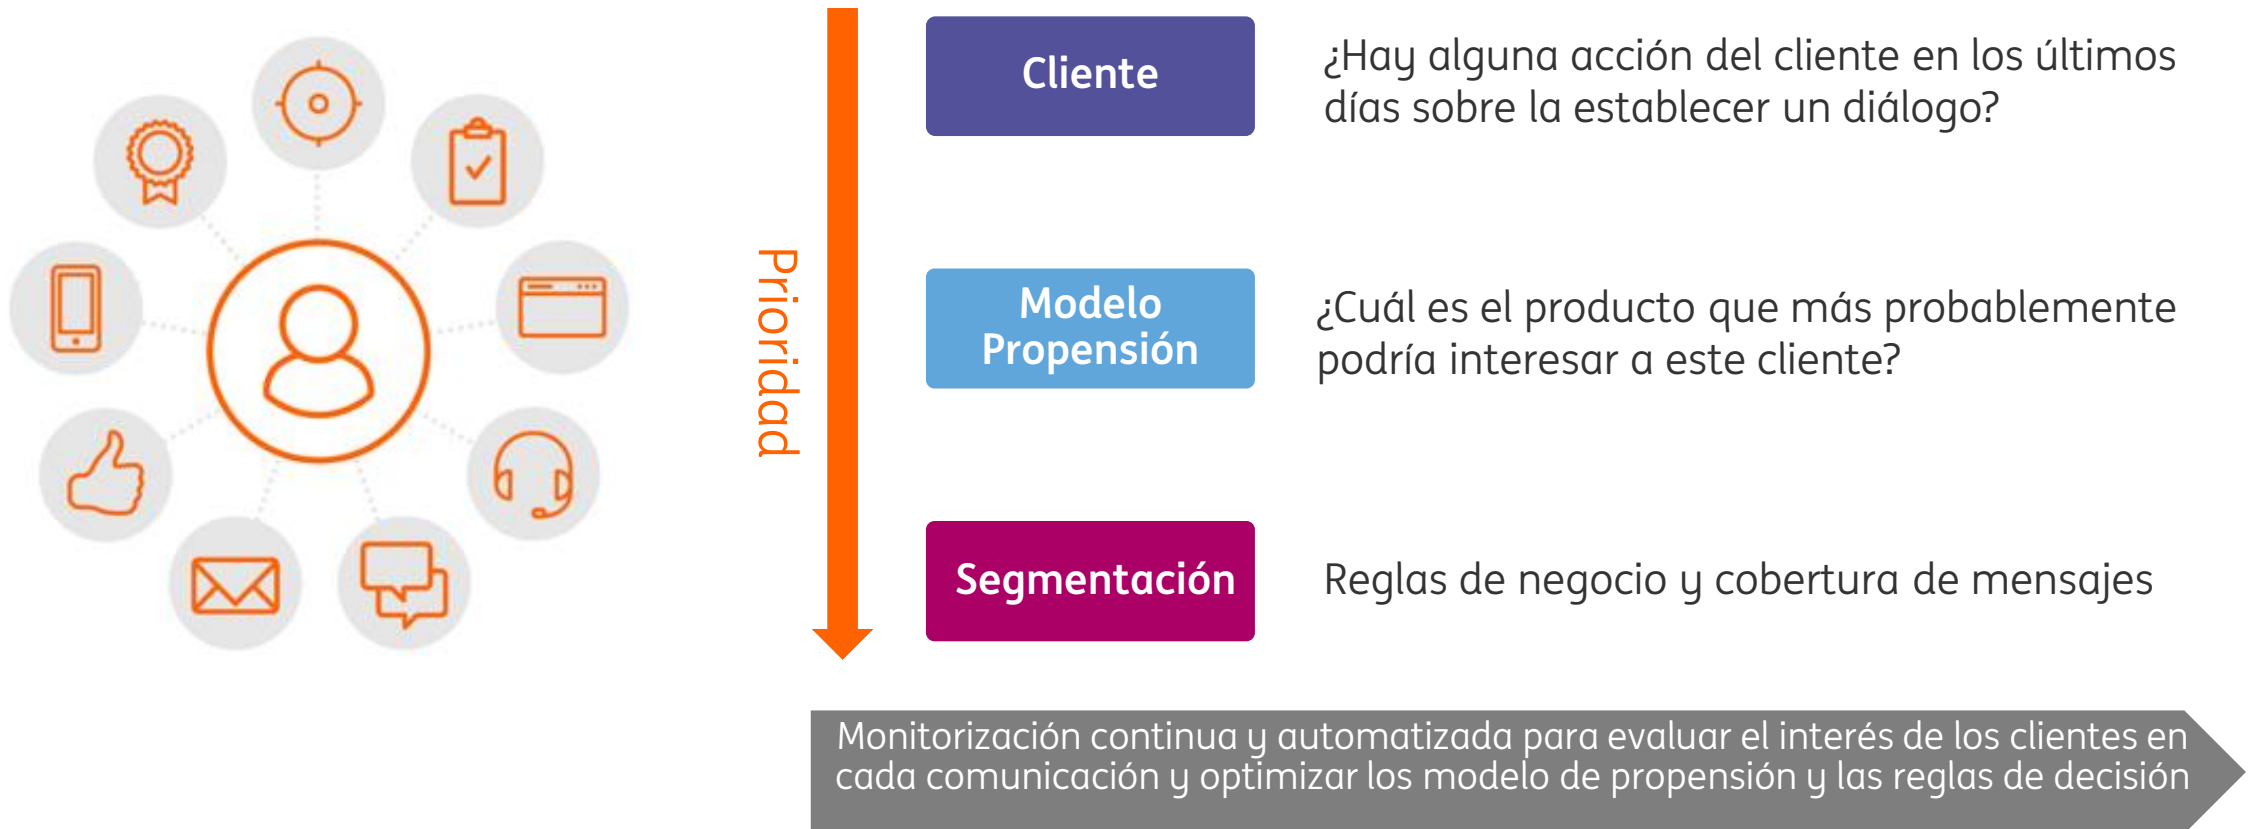 Prioridad
Cliente
¿Hay alguna acción del cliente en los últimos
días sobre la establecer un diálogo?
Modelo
Propensión
¿Cuál es el producto que más probablemente
podría interesar a este cliente?
Segmentación
Reglas de negocio y cobertura de mensajes
Monitorización continua y automatizada para evaluar el interés de los clientes en
cada comunicación y optimizar los modelo de propensión y las reglas de decisión